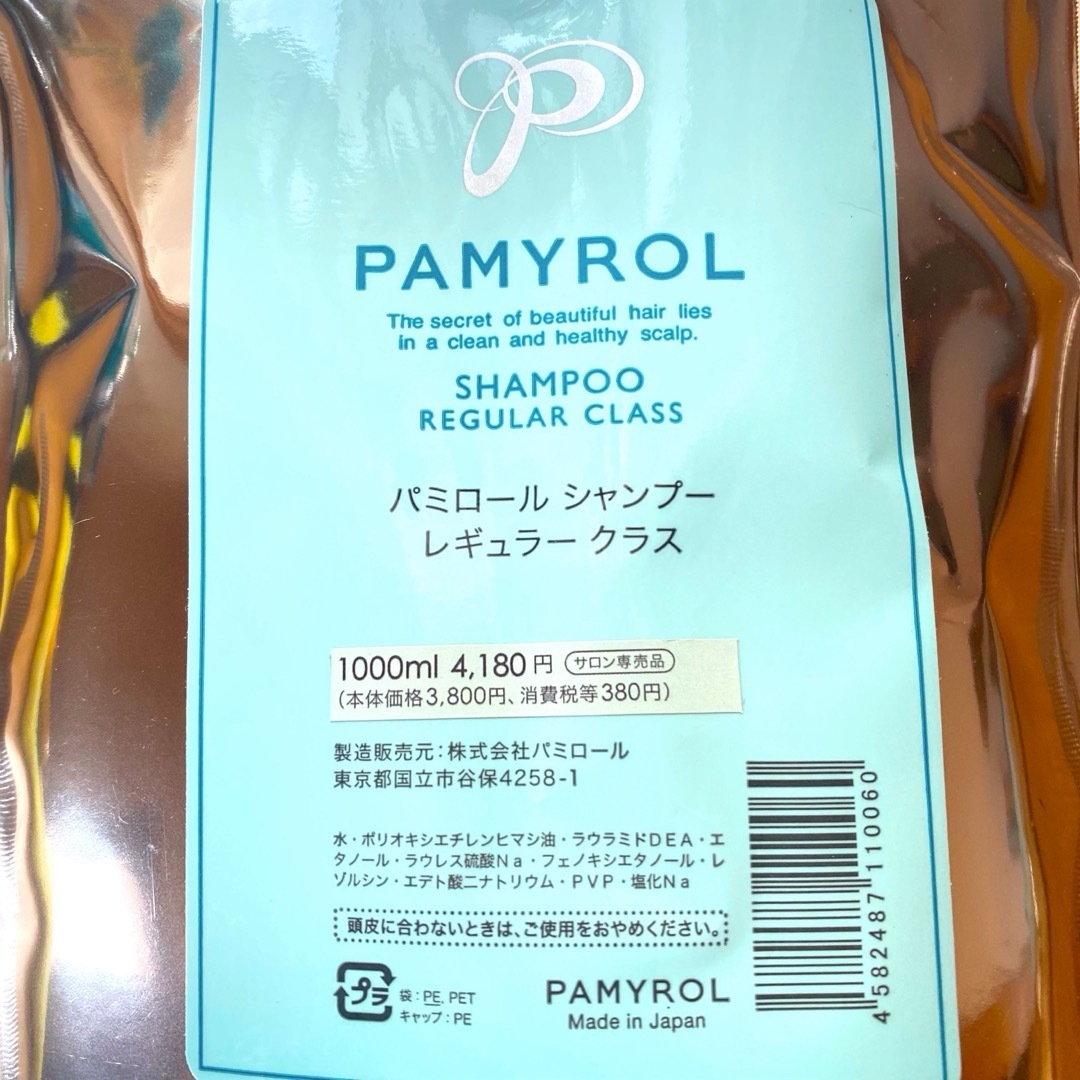 PAMYROL
The secret of beautiful hair lies
in a clean and healthy scalp.
SHAMPOO
REGULAR CLASS
パミロール シャンプー
レギュラー クラス
1000ml 4,180円 サロン専売品
(本体価格3,800円、消費税等380円)
製造販売元:株式会社パミロール
東京都国立市谷保4258-1
水・ポリオキシエチレンヒマシ油・ラウラミドDEA・エ
タノール・ラウレス硫酸Na・フェノキシエタノール・レ
ゾルシン・エデト酸二ナトリウム・PVP・塩化Na
頭皮に合わないときは、ご使用をおやめください。
プラ
袋:PE, PET
キャップ:PE
PAMYROL
Made in Japan
4582487110060